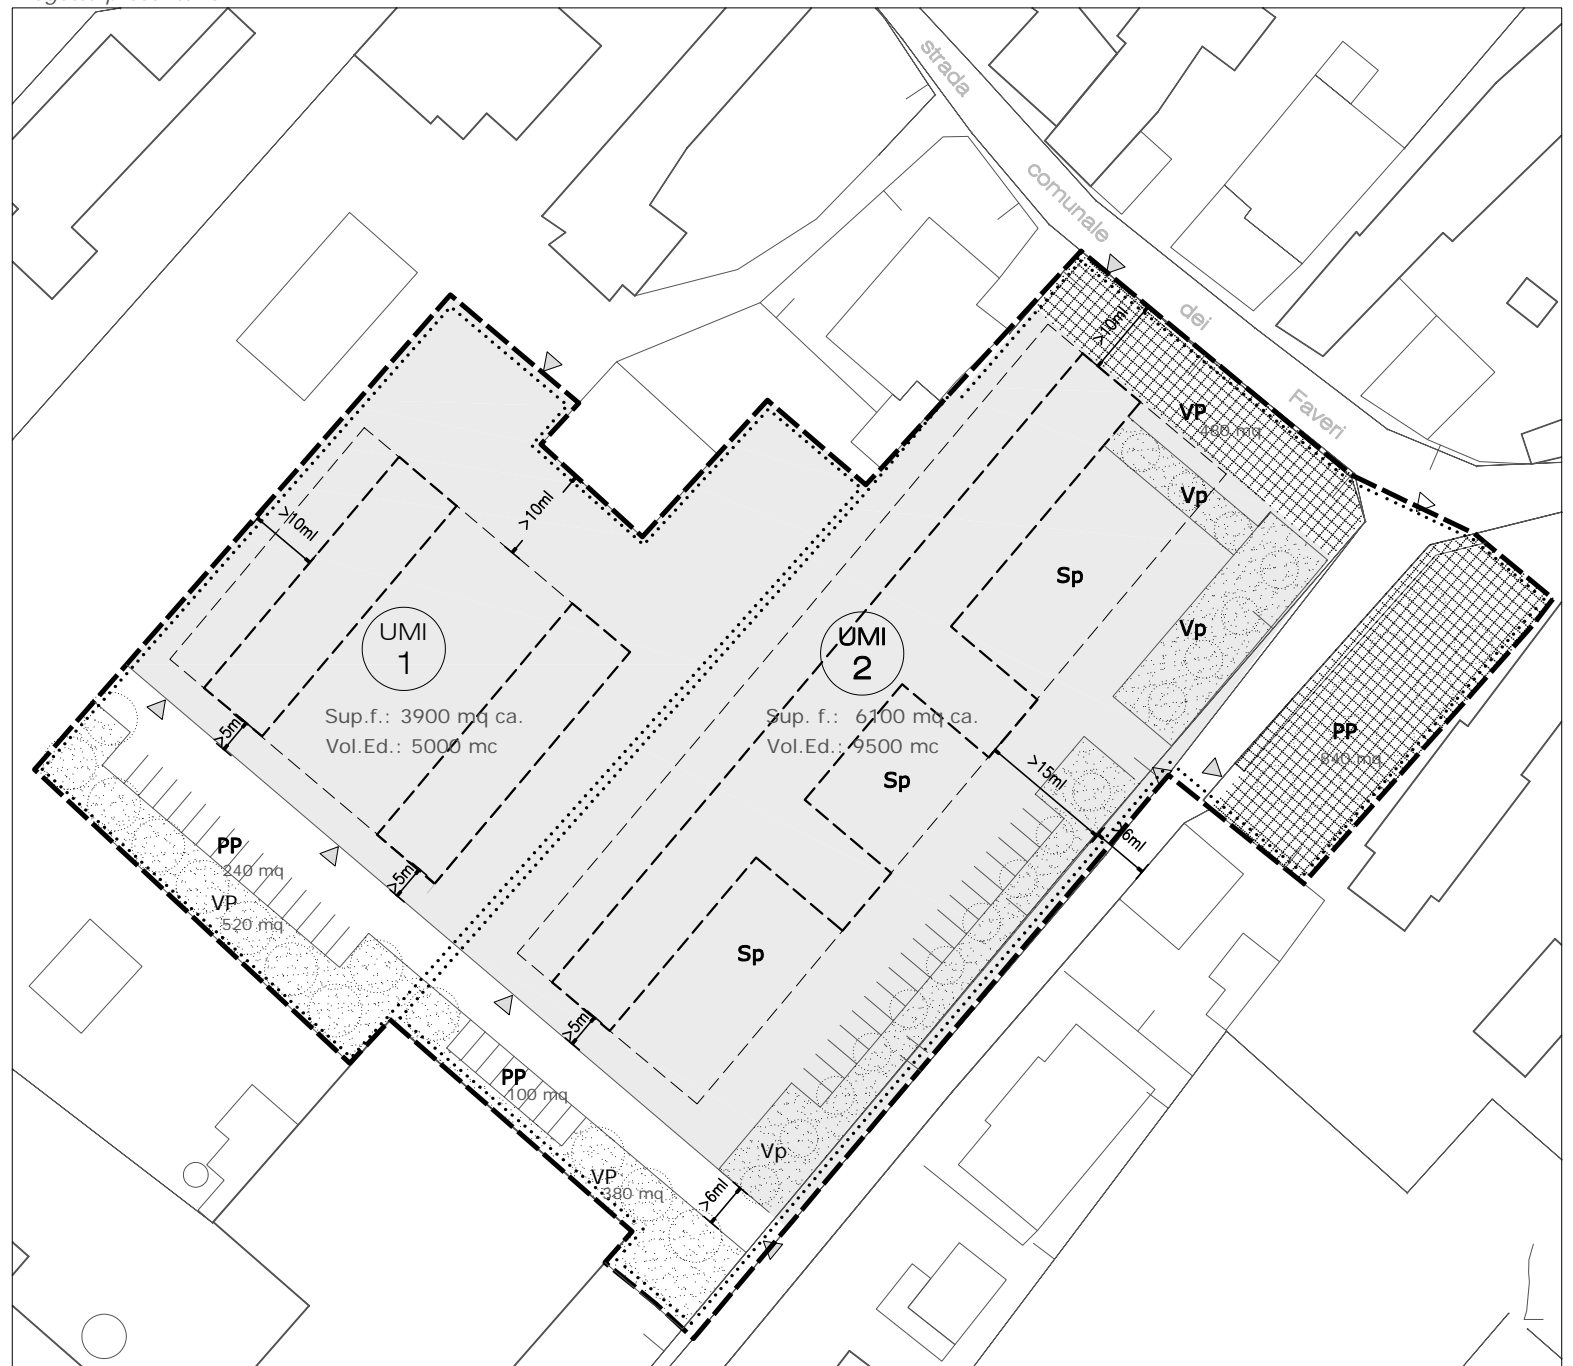 strada
comunale
dei
Faveri
>10ml
VP
480 mq
Vp
>10ml
>10ml
Sp
UMI
1
Sup.f.: 3900 mq ca.
Vol.Ed.: 5000 mc
UMI
2
Sup. f.: 6100 mq ca.
Vol.Ed.: 9500 mc
Vp
PP
840 mq
>5ml
Sp
>15ml
>6ml
PP
240 mq
VP
520 mq
>5ml
Sp
>5ml
PP
100 mq
Vp
VP
380 mq
>6ml